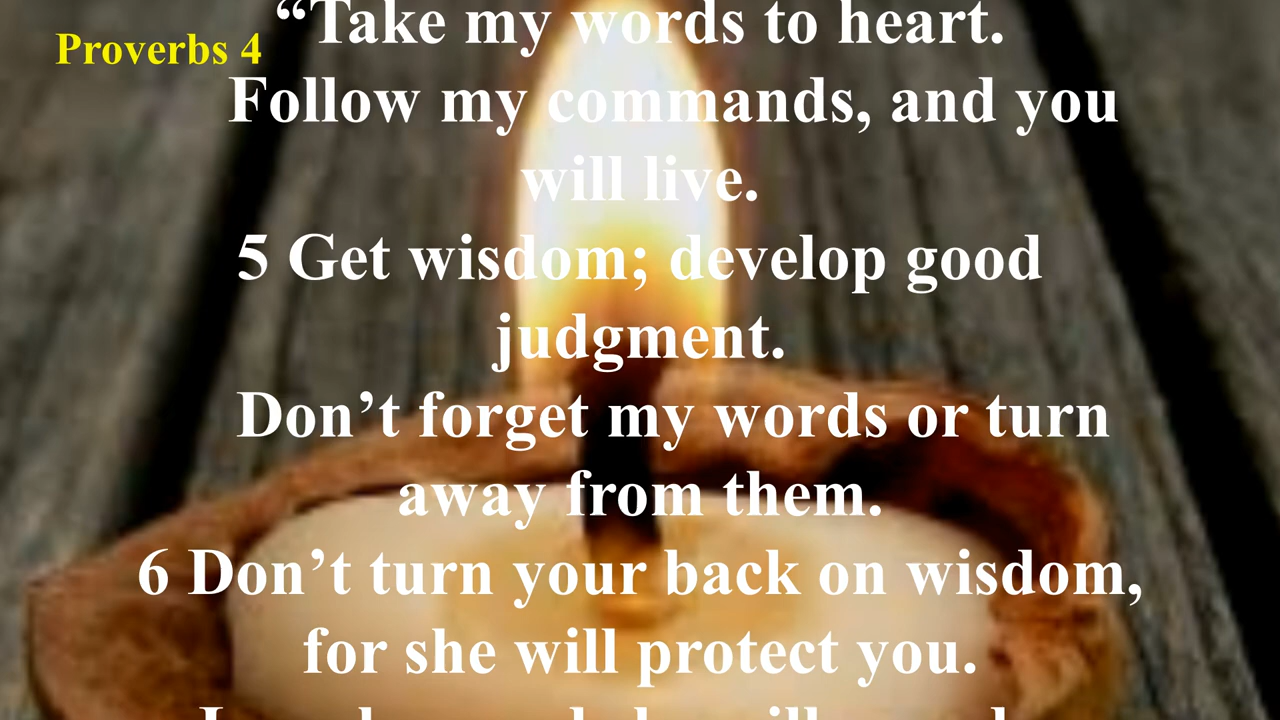 Proverbs 4
“Take my words to heart.
Follow my commands, and you
will live.
5 Get wisdom; develop good
judgment.
Don’t forget my words or turn
away from them.
6 Don’t turn your back on wisdom,
for she will protect you.